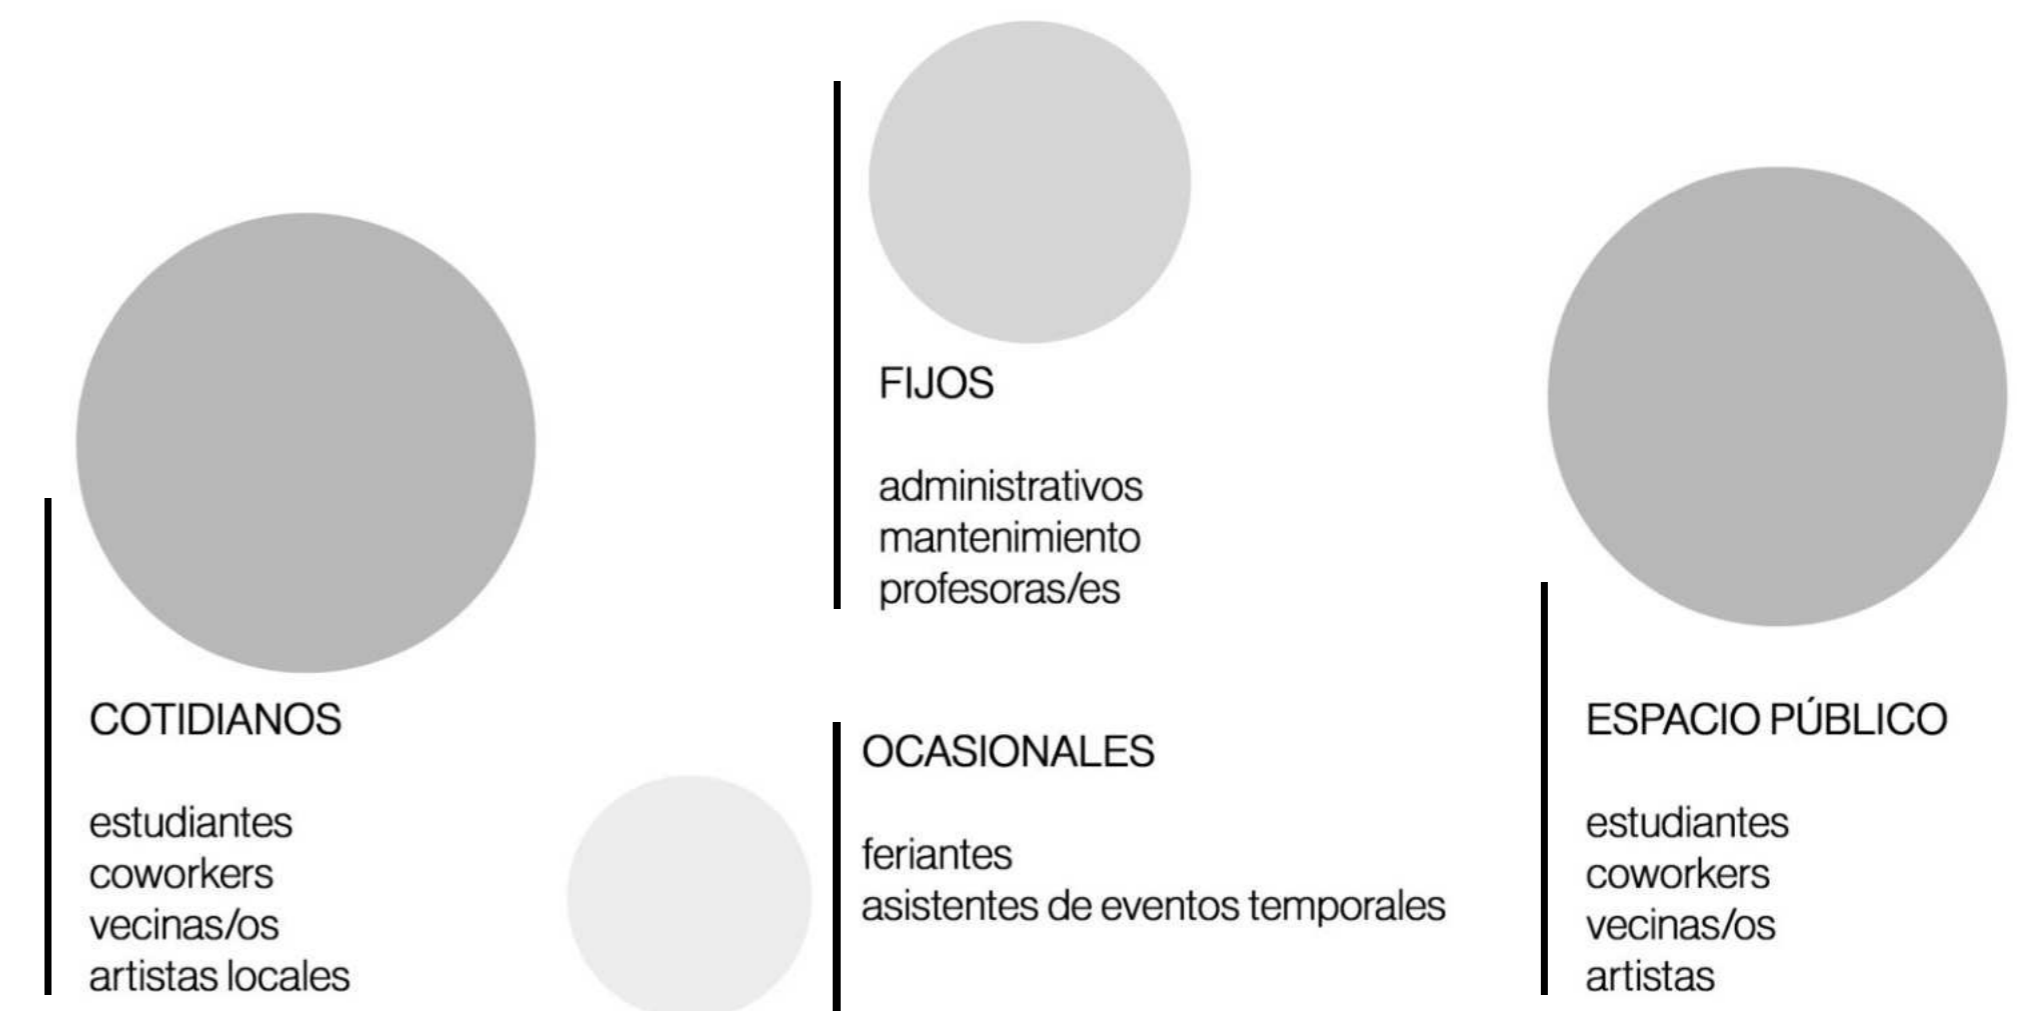 FIJOS
administrativos
mantenimiento
profesoras/es
COTIDIANOS
estudiantes
coworkers
vecinas/os
artistas locales
OCASIONALES
feriantes
asistentes de eventos temporales
ESPACIO PÚBLICO
estudiantes
coworkers
vecinas/os
artistas